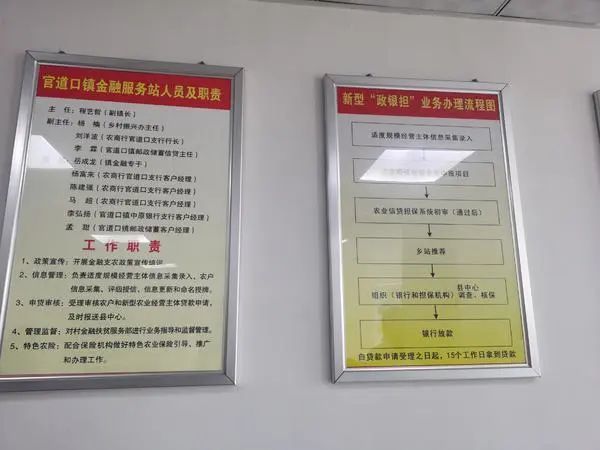 官道口镇金融服务站人员及职责
主 任：程艺哲（副镇长）
副主任：杨 燏（乡村振兴办主任）
刘洋波（农商行官道口支行行长）
李 霖（官道口镇邮政储蓄信贷主任）
岳成龙（镇金融专干）
杨富来（农商行官道口支行客户经理）
陈建强（农商行官道口支行客户经理）
马 超（农商行官道口支行客户经理）
李弘扬（官道口镇中原银行支行客户经理）
孟 甜（官道口镇邮政储蓄客户经理）
工作职责
1、政策宣传：开展金融支农政策宣传培训。
2、信息管理：负责适度规模经营主体信息采集录入、农户
信息采集、评级授信、信息更新和命名授牌。
3、申贷审核：受理审核农户和新型农业经营主体贷款申请，
及时报送县中心。
4、管理监督：对村金融扶贫服务部进行业务指导和监督管理。
5、特色农险：配合保险机构做好特色农业保险引导、推广
和办理工作。
新型“政银担”业务办理流程图
适度规模经营主体信息采集录入
申报项目
农业信贷担保系统初审（通过后）
乡站推荐
县中心
组织（银行和担保机构）调查、核保
银行放款
自贷款申请受理之日起，15个工作日拿到贷款